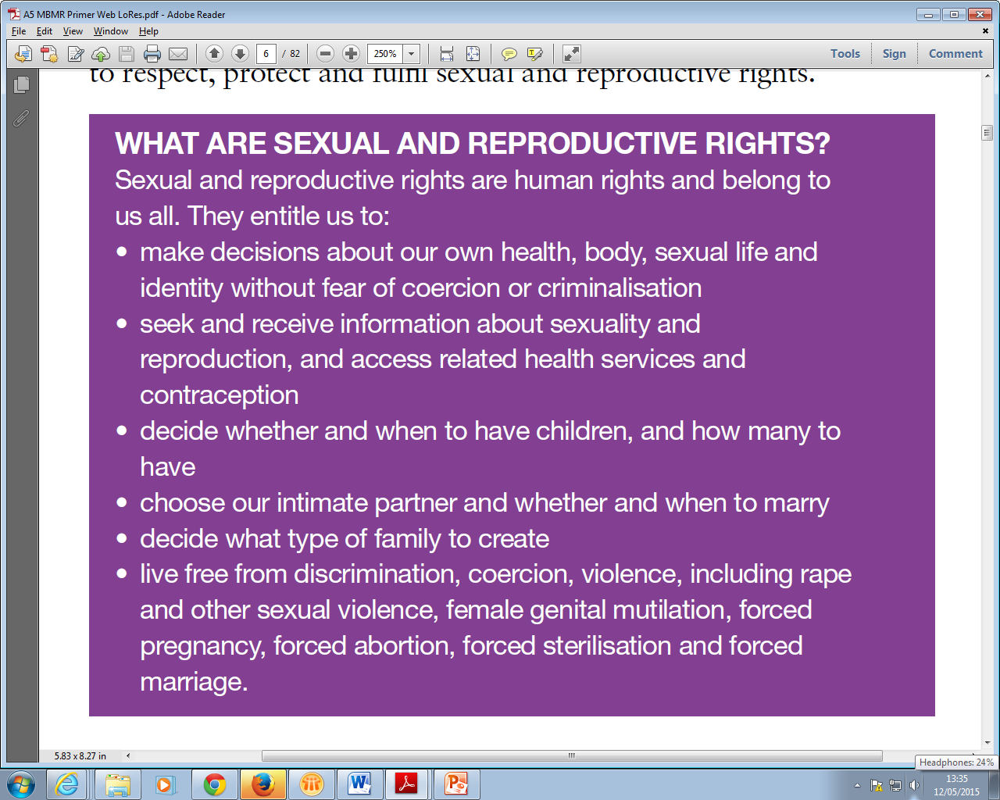 A5 MBMR Primer Web LoRes.pdf - Adobe Reader
File Edit View Window Help
6 / 82 250% Tools Sign Comment
to respect, protect and fulfil sexual and reproductive rights.
WHAT ARE SEXUAL AND REPRODUCTIVE RIGHTS?
Sexual and reproductive rights are human rights and belong to
us all. They entitle us to:
• make decisions about our own health, body, sexual life and
identity without fear of coercion or criminalisation
• seek and receive information about sexuality and
reproduction, and access related health services and
contraception
• decide whether and when to have children, and how many to
have
• choose our intimate partner and whether and when to marry
• decide what type of family to create
• live free from discrimination, coercion, violence, including rape
and other sexual violence, female genital mutilation, forced
pregnancy, forced abortion, forced sterilisation and forced
marriage.
5.83 x 8.27 in
Headphones: 24%
13:35
12/05/2015